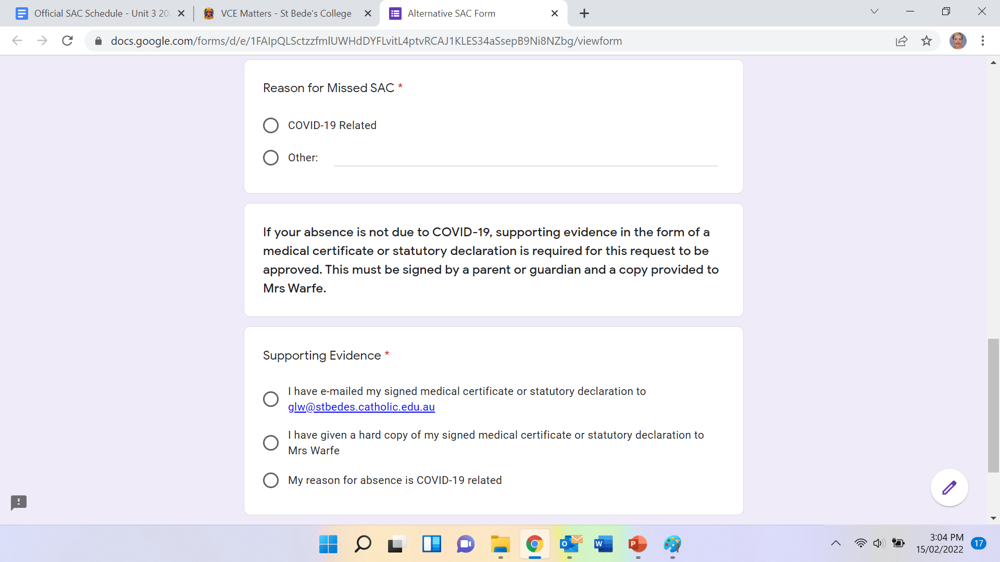 Official SAC Schedule - Unit 3 20
VCE Matters - St Bede's College
Alternative SAC Form
docs.google.com/forms/d/e/1FAIpQLSctzzfmlUWHdDYFLvitL4ptvRCAJ1KLES34aSsepB9Ni8NZbg/viewform
Reason for Missed SAC *
COVID-19 Related
Other:
If your absence is not due to COVID-19, supporting evidence in the form of a
medical certificate or statutory declaration is required for this request to be
approved. This must be signed by a parent or guardian and a copy provided to
Mrs Warfe.
Supporting Evidence *
I have e-mailed my signed medical certificate or statutory declaration to
glw@stbedes.catholic.edu.au
I have given a hard copy of my signed medical certificate or statutory declaration to
Mrs Warfe
My reason for absence is COVID-19 related
3:04 PM
15/02/2022
17